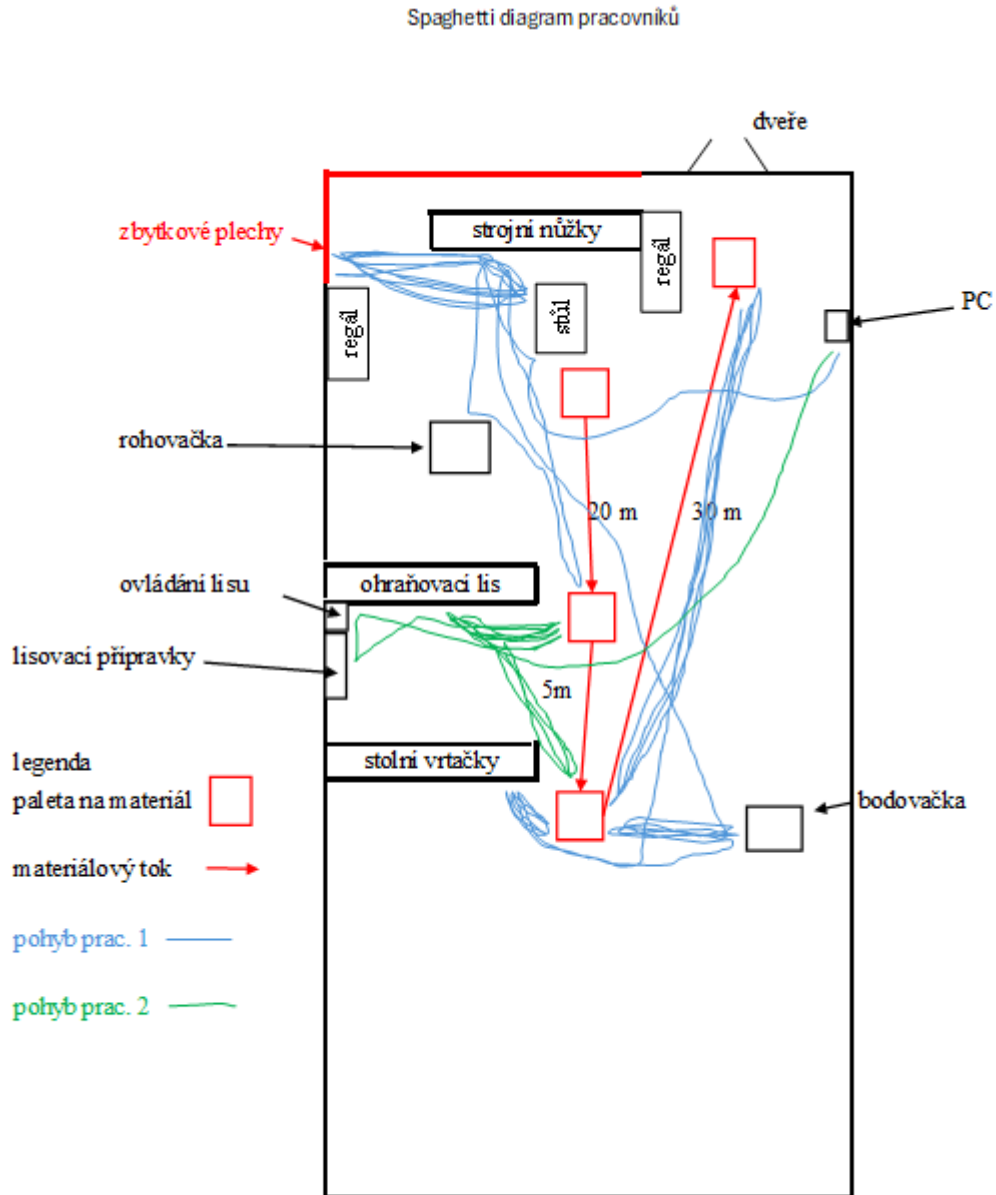 Spaghetti diagram pracovníků
dveře
zbytkové plechy
strojní nůžky
regál
PC
regál
stůl
rohovačka
20 m
30 m
ovládání lisu
ohraňovací lis
lisovací přípravky
5m
stolní vrtačky
legenda
paleta na materiál
bodovačka
materiálový tok
pohyb prac. 1
pohyb prac. 2